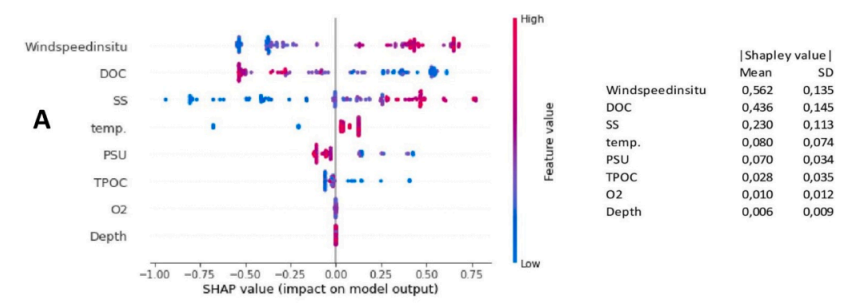 A
Windspeedinsitu
DOC
SS
temp.
PSU
TPOC
O2
Depth
−1.00 −0.75 −0.50 −0.25 0.00 0.25 0.50 0.75
SHAP value (impact on model output)
High
Feature value
Low
|Shapley value|
Mean SD
Windspeedinsitu 0,562 0,135
DOC 0,436 0,145
SS 0,230 0,113
temp. 0,080 0,074
PSU 0,070 0,034
TPOC 0,028 0,035
O2 0,010 0,012
Depth 0,006 0,009